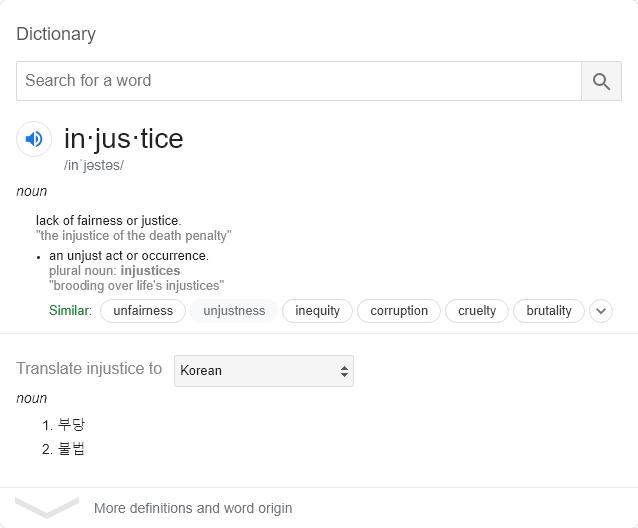 Dictionary
Search for a word
in·jus·tice
/inˈjəstəs/
noun
lack of fairness or justice.
"the injustice of the death penalty"
• an unjust act or occurrence.
plural noun: injustices
"brooding over life's injustices"
Similar: unfairness unjustness inequity corruption cruelty brutality
Translate injustice to Korean
noun
1. 부당
2. 불법
More definitions and word origin